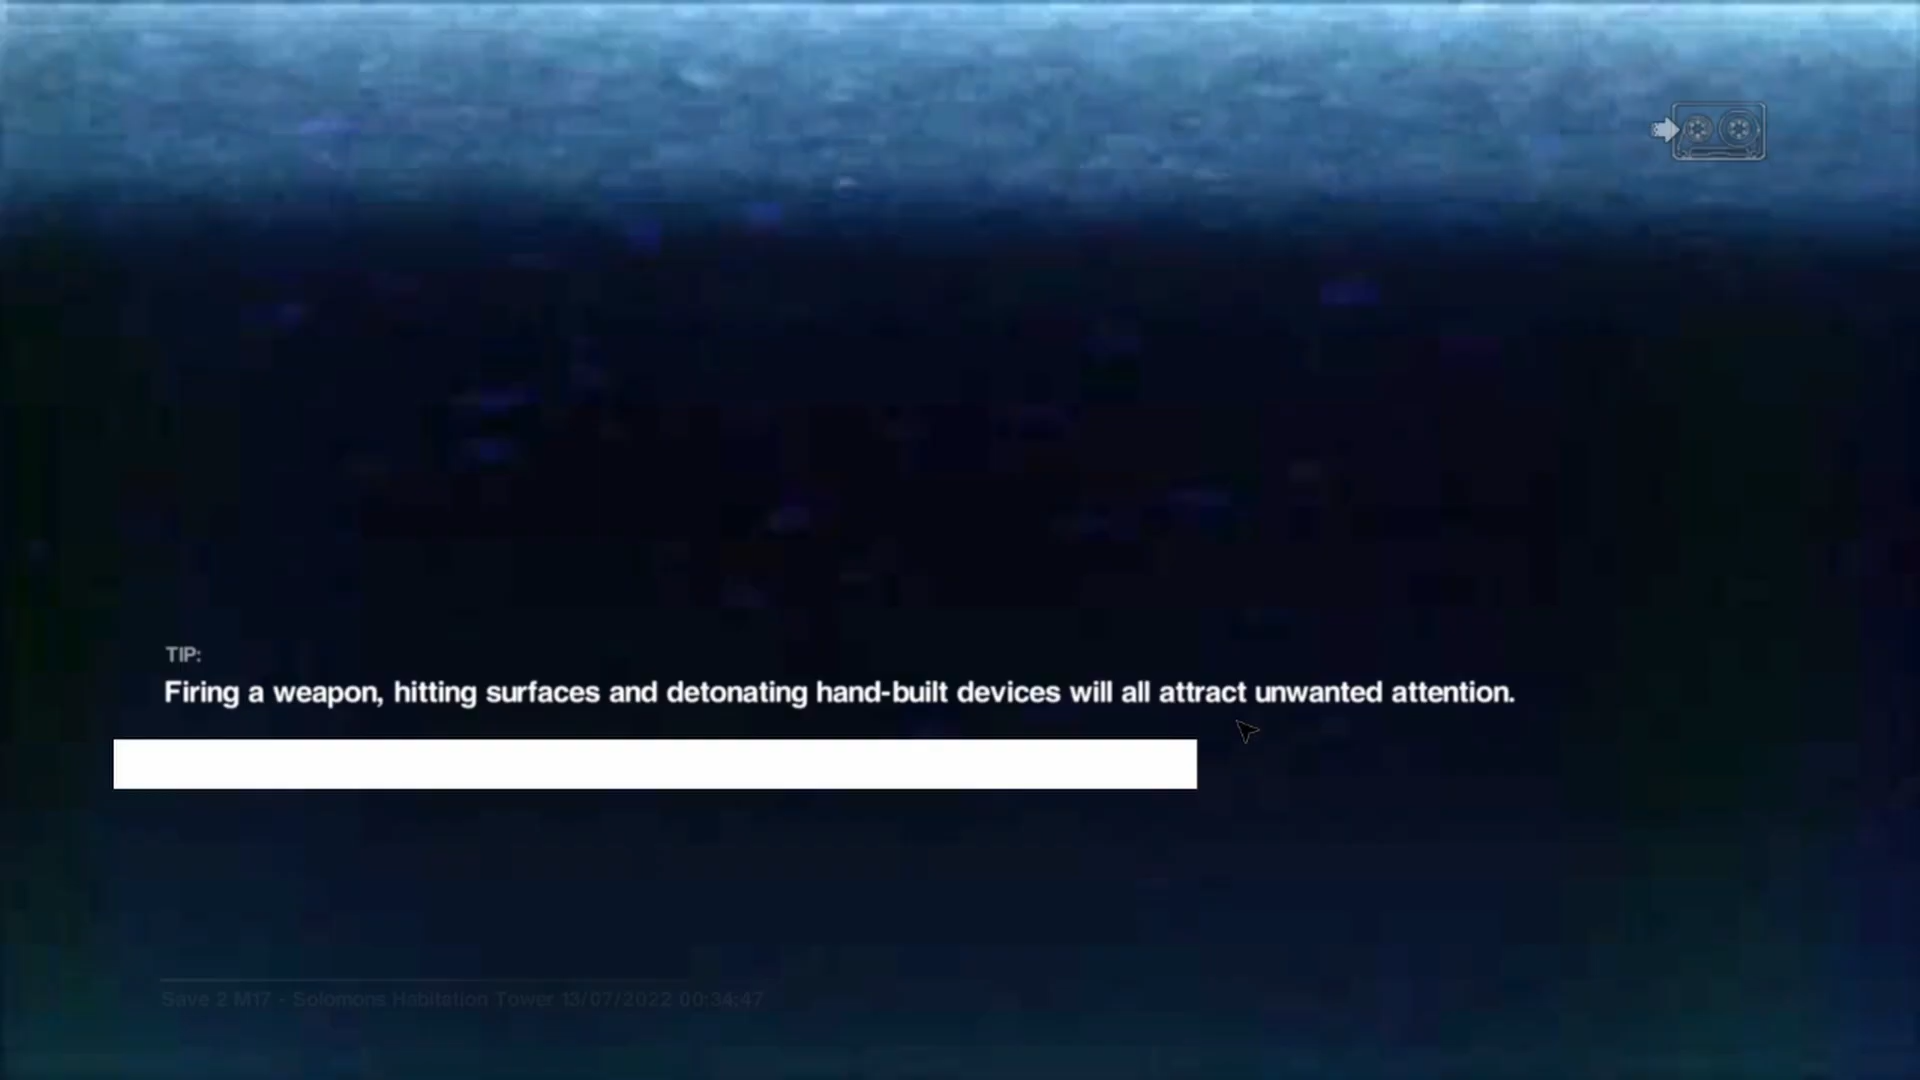 TIP:
Firing a weapon, hitting surfaces and detonating hand-built devices will all attract unwanted attention.
Save 2 M17 - Solomons Habitation Tower 13/07/2022 00:34:47